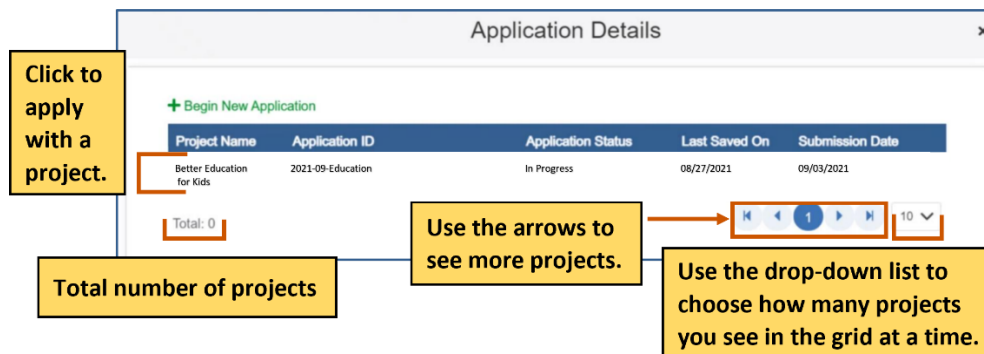 Application Details
×
Click to
apply
with a
project.
+ Begin New Application
Project Name Application ID Application Status Last Saved On Submission Date
Better Education 2021-09-Education In Progress 08/27/2021 09/03/2021
for Kids
Total: 0
1
10
Use the arrows to
see more projects.
Total number of projects
Use the drop-down list to
choose how many projects
you see in the grid at a time.